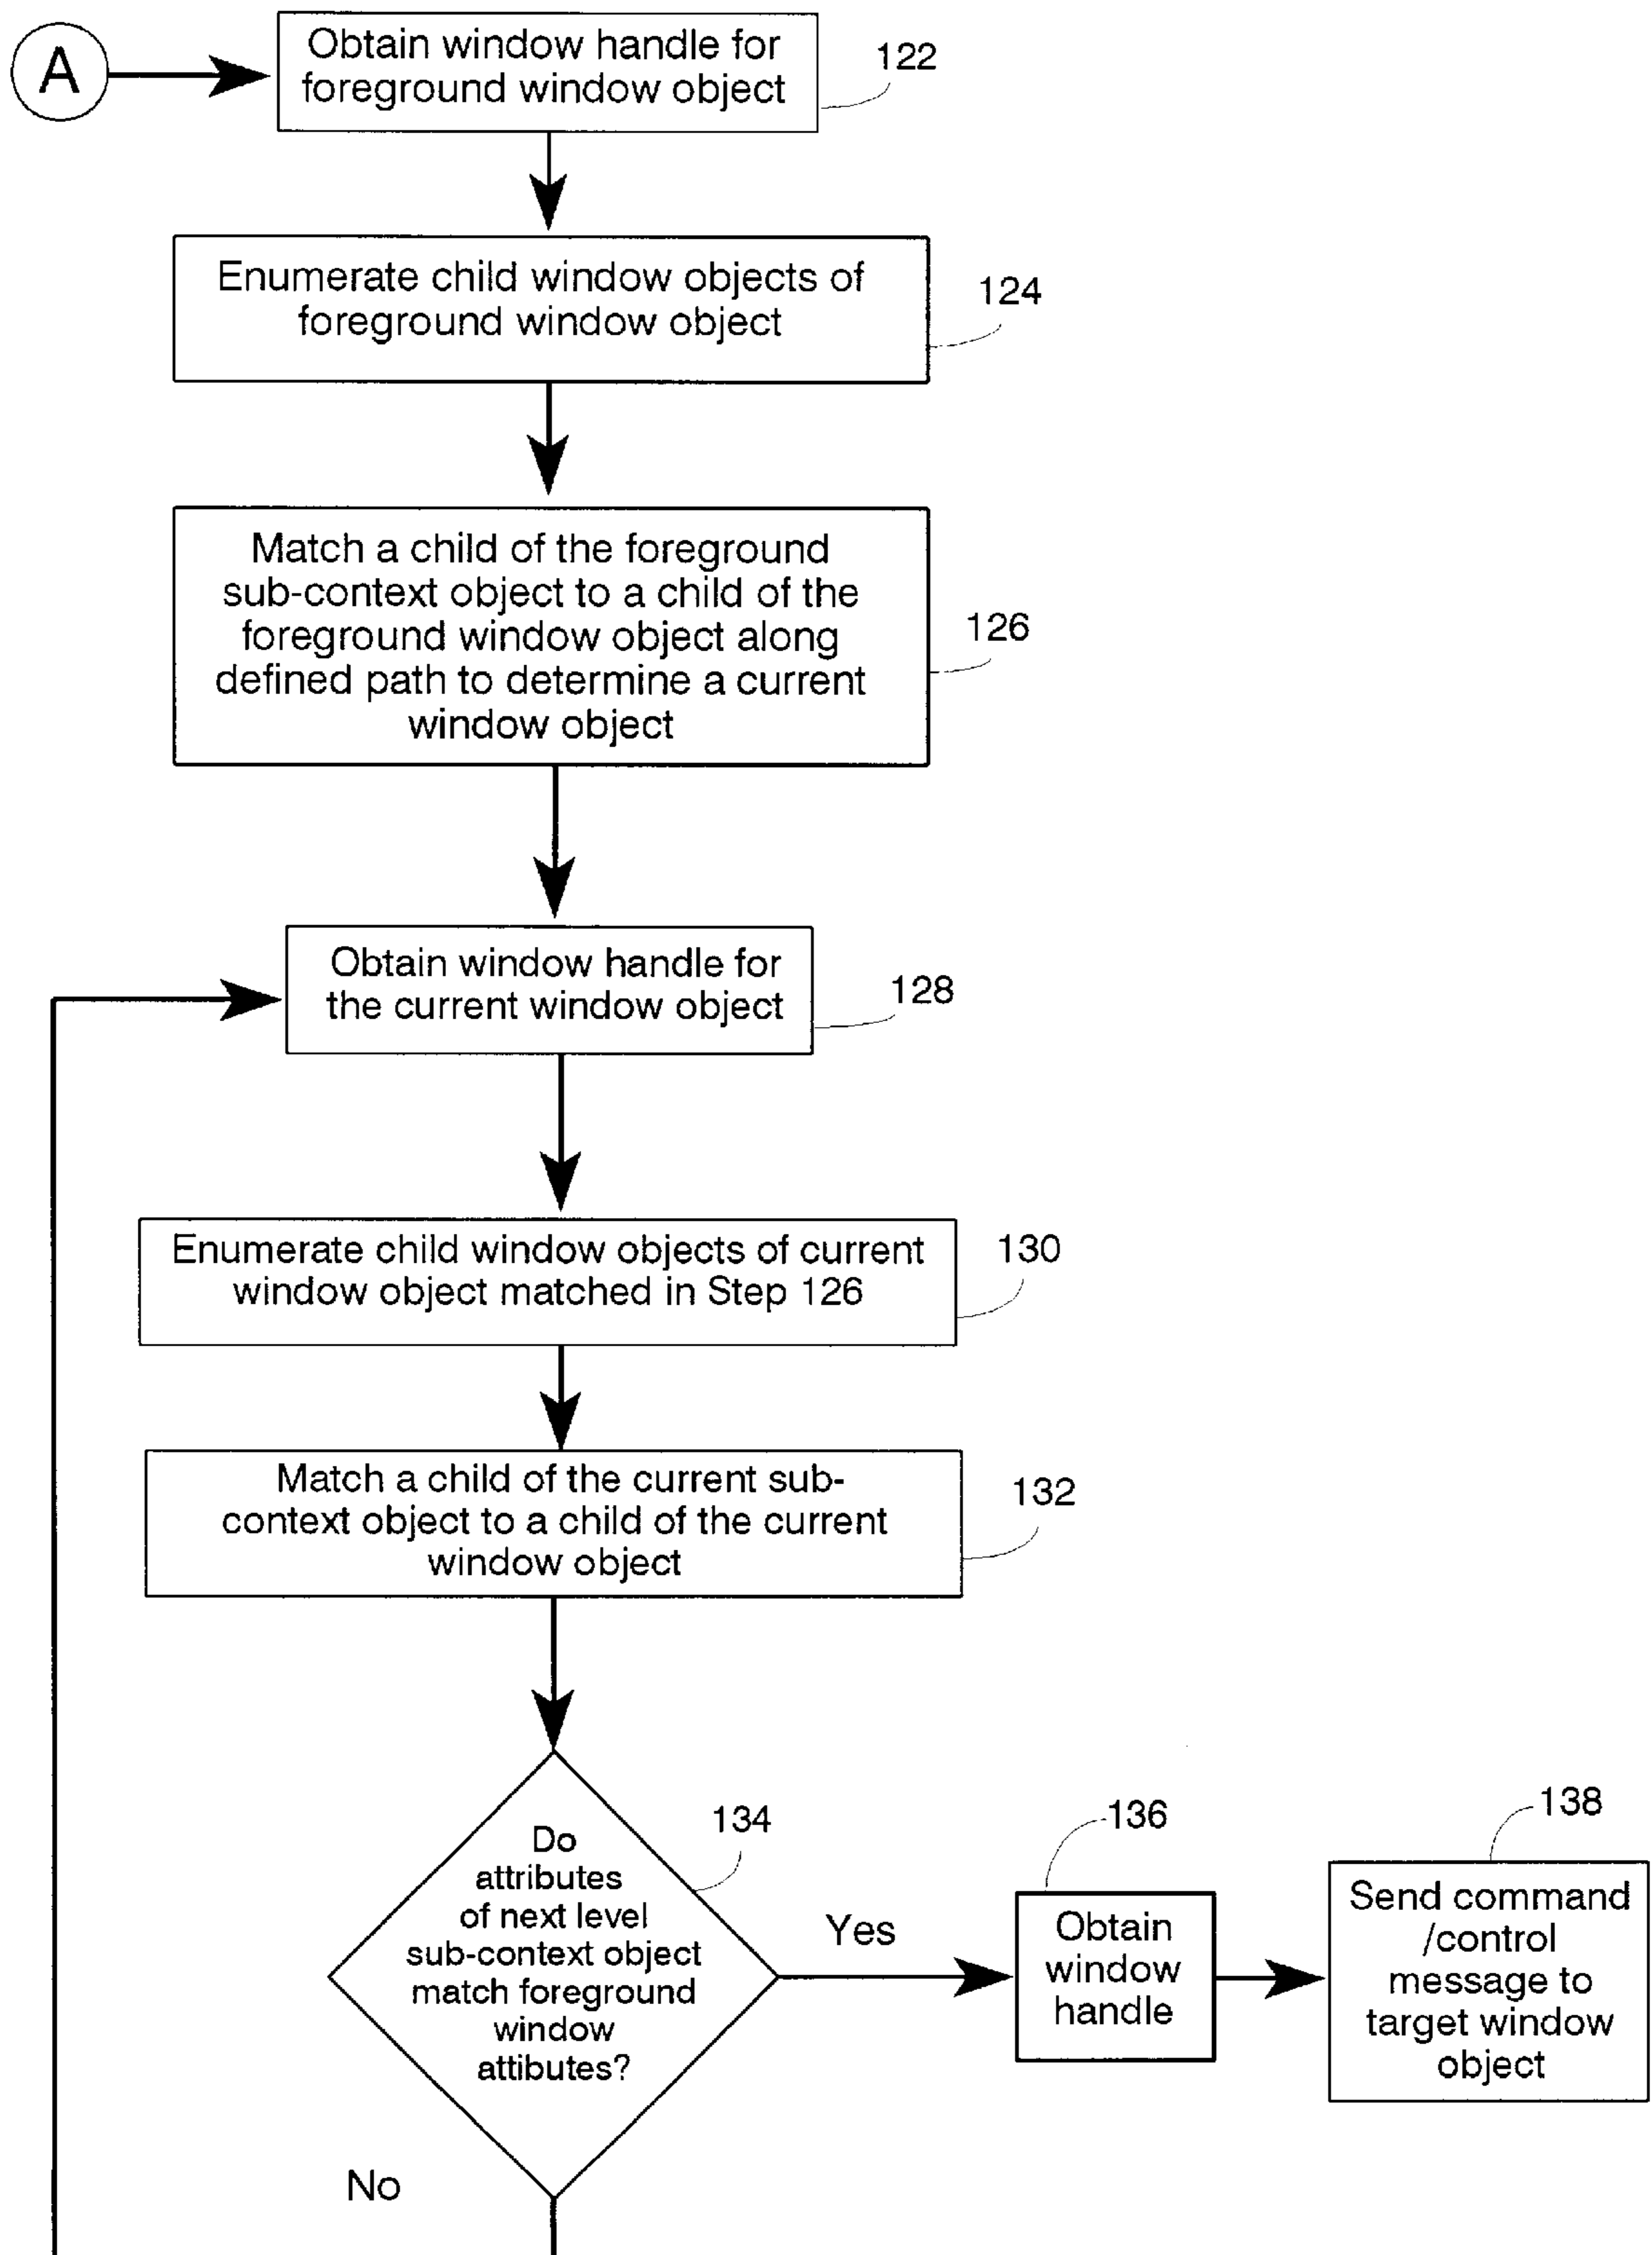 A
Obtain window handle for
foreground window object
122
Enumerate child window objects of
foreground window object
124
Match a child of the foreground
sub-context object to a child of the
foreground window object along
defined path to determine a current
window object
126
Obtain window handle for
the current window object
128
Enumerate child window objects of current
window object matched in Step 126
130
Match a child of the current sub-
context object to a child of the current
window object
132
Do
attributes
of next level
sub-context object
match foreground
window
attibutes?
134
Yes
Obtain
window
handle
136
Send command
/control
message to
target window
object
138
No